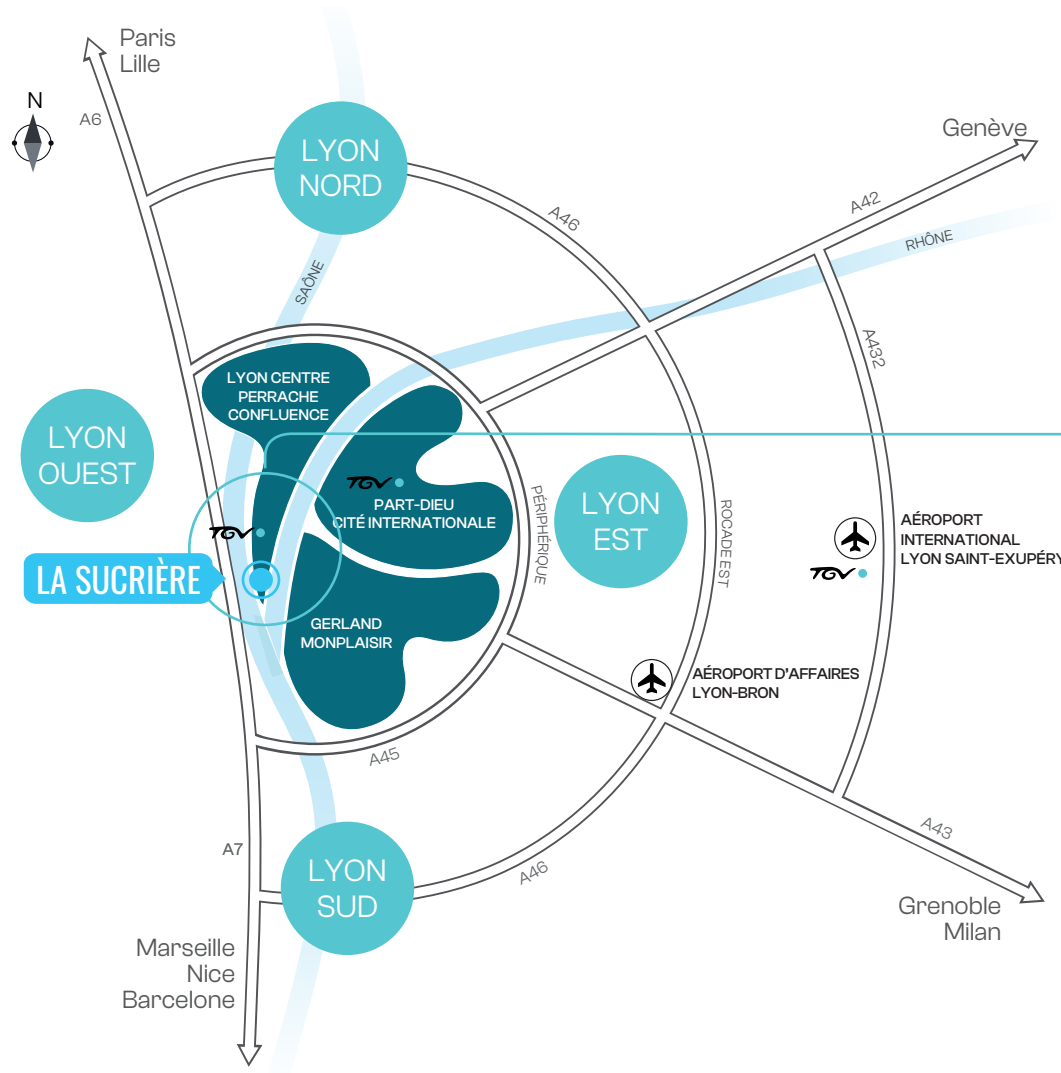 Paris
Lille
N
A6
LYON
NORD
Genève
A42
A46
RHÔNE
SAÔNE
A432
LYON CENTRE
PERRACHE
CONFLUENCE
LYON
OUEST
TGV
PART-DIEU
CITÉ INTERNATIONALE
PÉRIPHÉRIQUE
LYON
EST
ROCADE EST
AÉROPORT
INTERNATIONAL
LYON SAINT-EXUPÉRY
TGV
TGV
LA SUCRIÈRE
GERLAND
MONPLAISIR
AÉROPORT D'AFFAIRES
LYON-BRON
A45
A43
A7
LYON
SUD
A46
Grenoble
Milan
Marseille
Nice
Barcelone